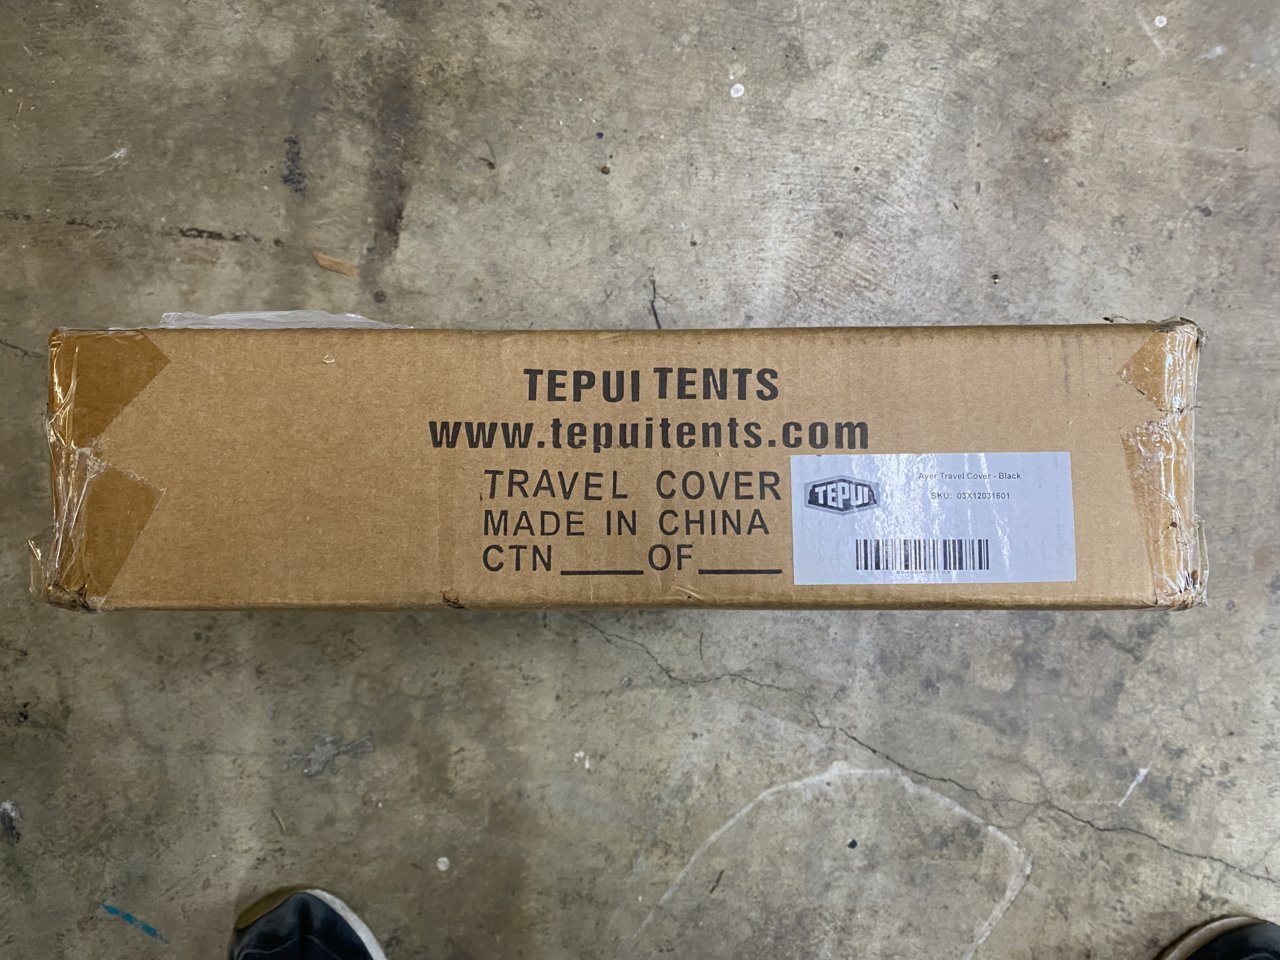 TEPUI TENTS
www.tepuitents.com
TRAVEL COVER
MADE IN CHINA
CTN____OF____
TEPUI
Ayer Travel Cover - Black
SKU: 03X12031601